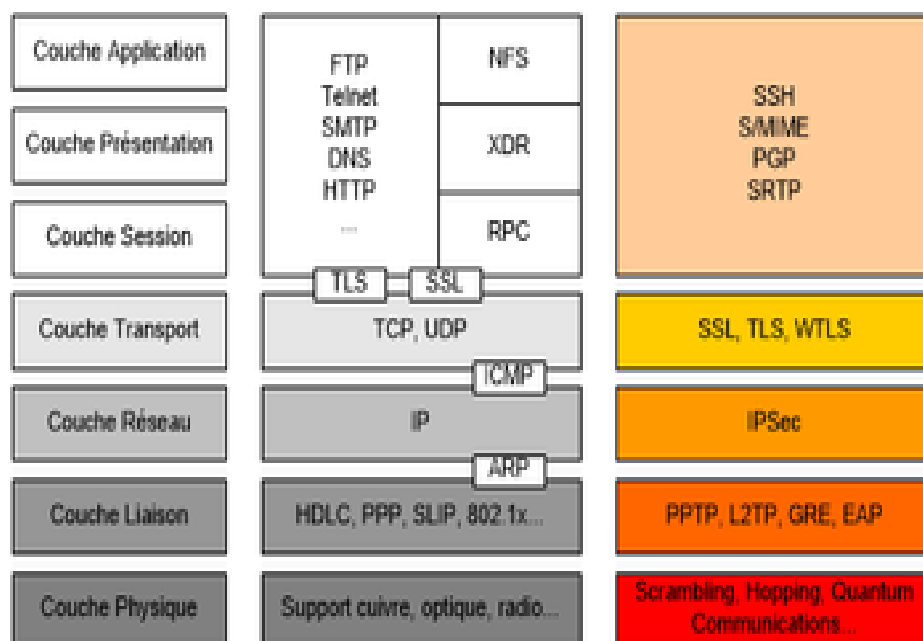 Couche Application
Couche Présentation
Couche Session
Couche Transport
Couche Réseau
Couche Liaison
Couche Physique
FTP
Telnet
SMTP
DNS
HTTP
...
NFS
XDR
RPC
TLS
SSL
TCP, UDP
ICMP
IP
ARP
HDLC, PPP, SLIP, 802.1x...
Support cuivre, optique, radio...
SSH
S/MIME
PGP
SRTP
SSL, TLS, WTLS
IPSec
PPTP, L2TP, GRE, EAP
Scrambling, Hopping, Quantum
Communications...